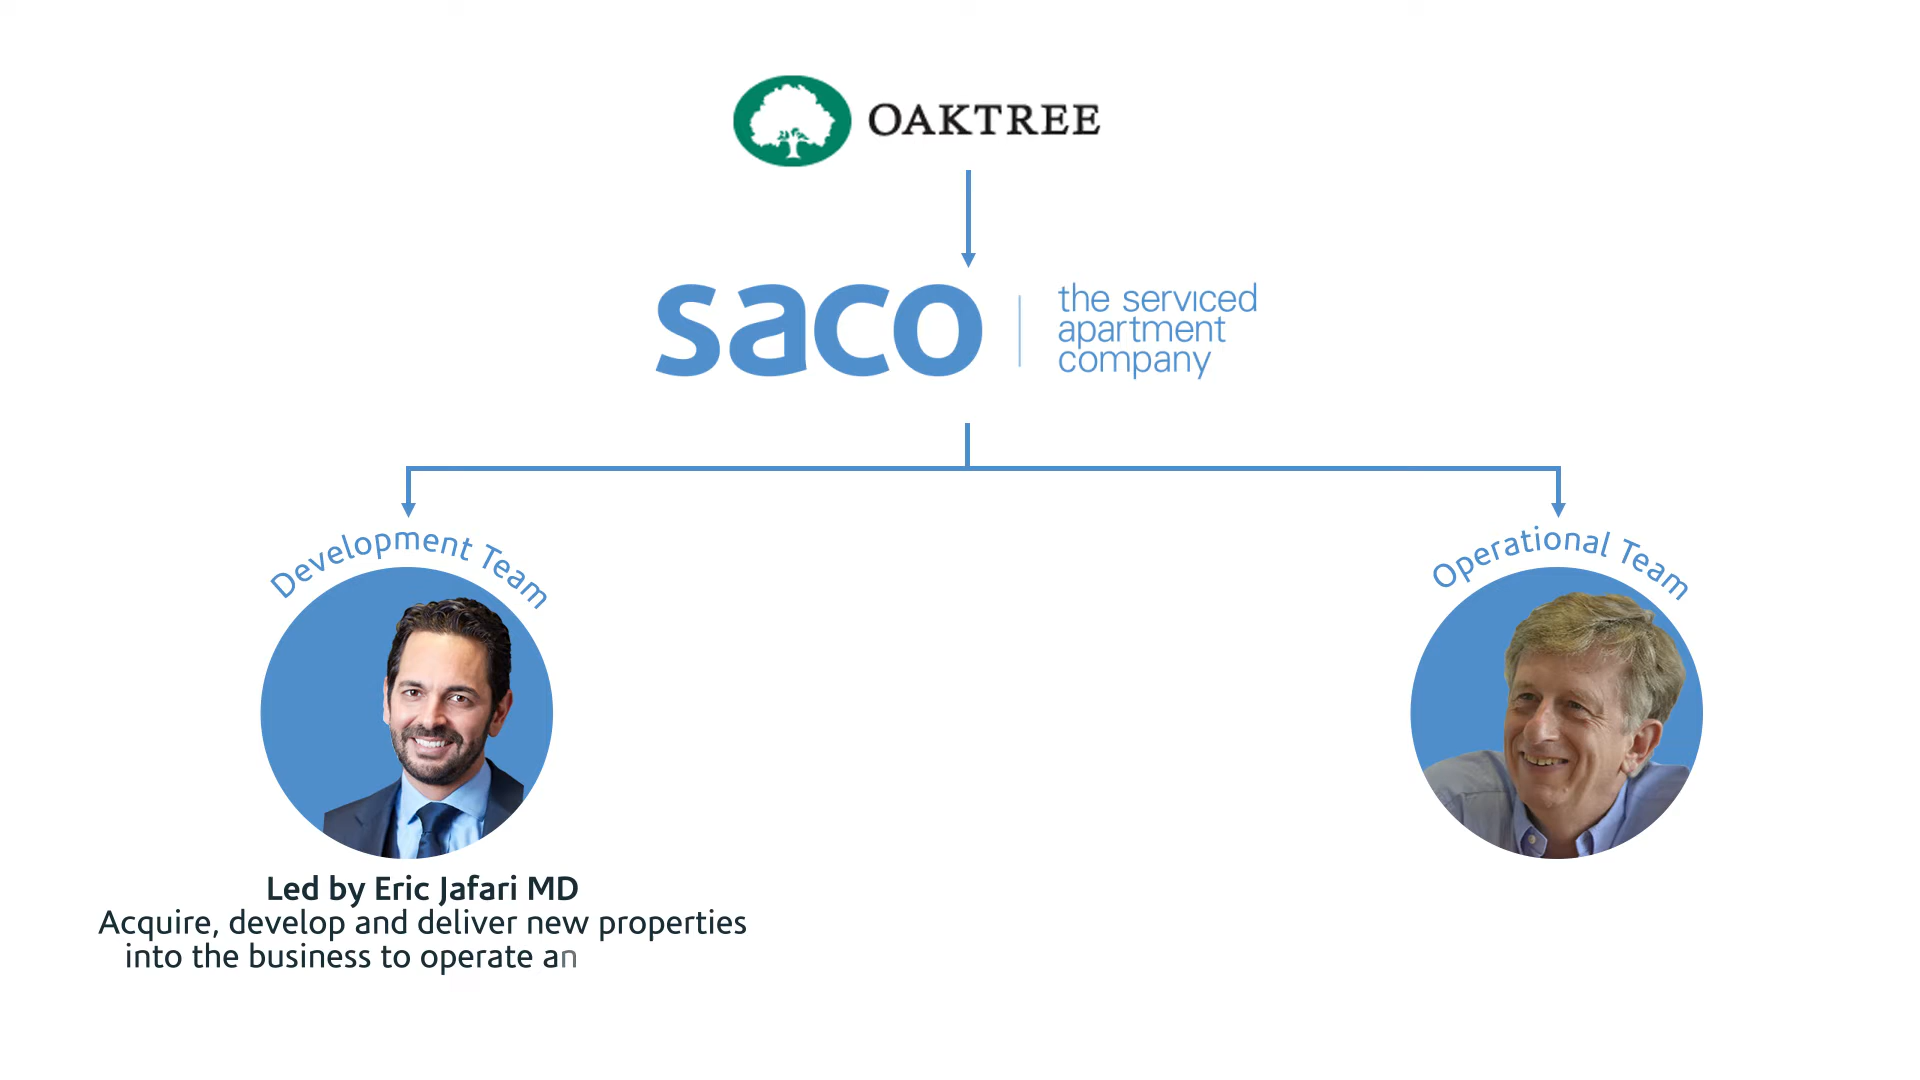 OAKTREE
saco
the serviced
apartment
company
Development Team
Operational Team
Led by Eric Jafari MD
Acquire, develop and deliver new properties
into the business to operate an